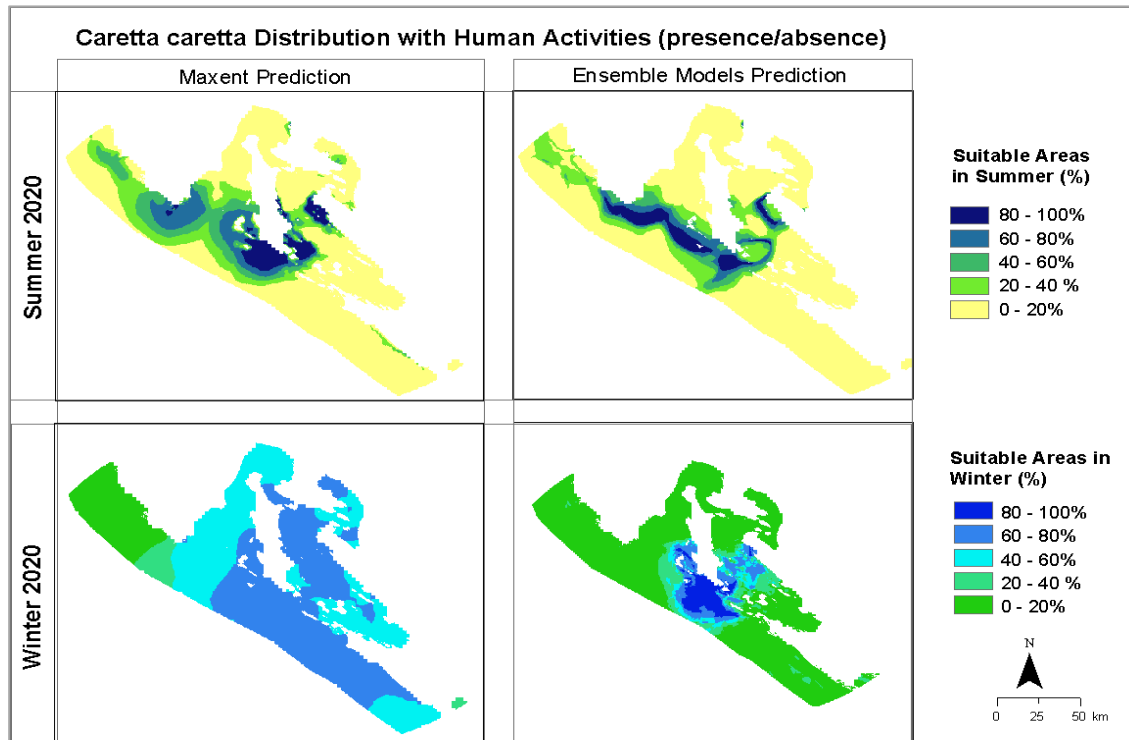 Caretta caretta Distribution with Human Activities (presence/absence)
Maxent Prediction
Ensemble Models Prediction
Summer 2020
Suitable Areas
in Summer (%)
80 - 100%
60 - 80%
40 - 60%
20 - 40 %
0 - 20%
Winter 2020
Suitable Areas in
Winter (%)
80 - 100%
60 - 80%
40 - 60%
20 - 40 %
0 - 20%
N
0 25 50 km